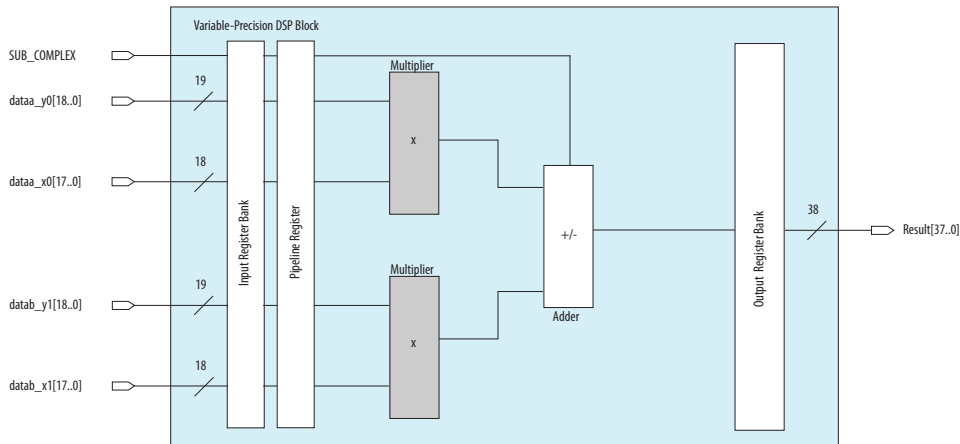 Variable-Precision DSP Block
SUB_COMPLEX
Multiplier
19
dataa_y0[18..0]
x
18
dataa_x0[17..0]
Input Register Bank
Pipeline Register
+/-
Adder
Output Register Bank
38
Result[37..0]
Multiplier
19
datab_y1[18..0]
x
18
datab_x1[17..0]